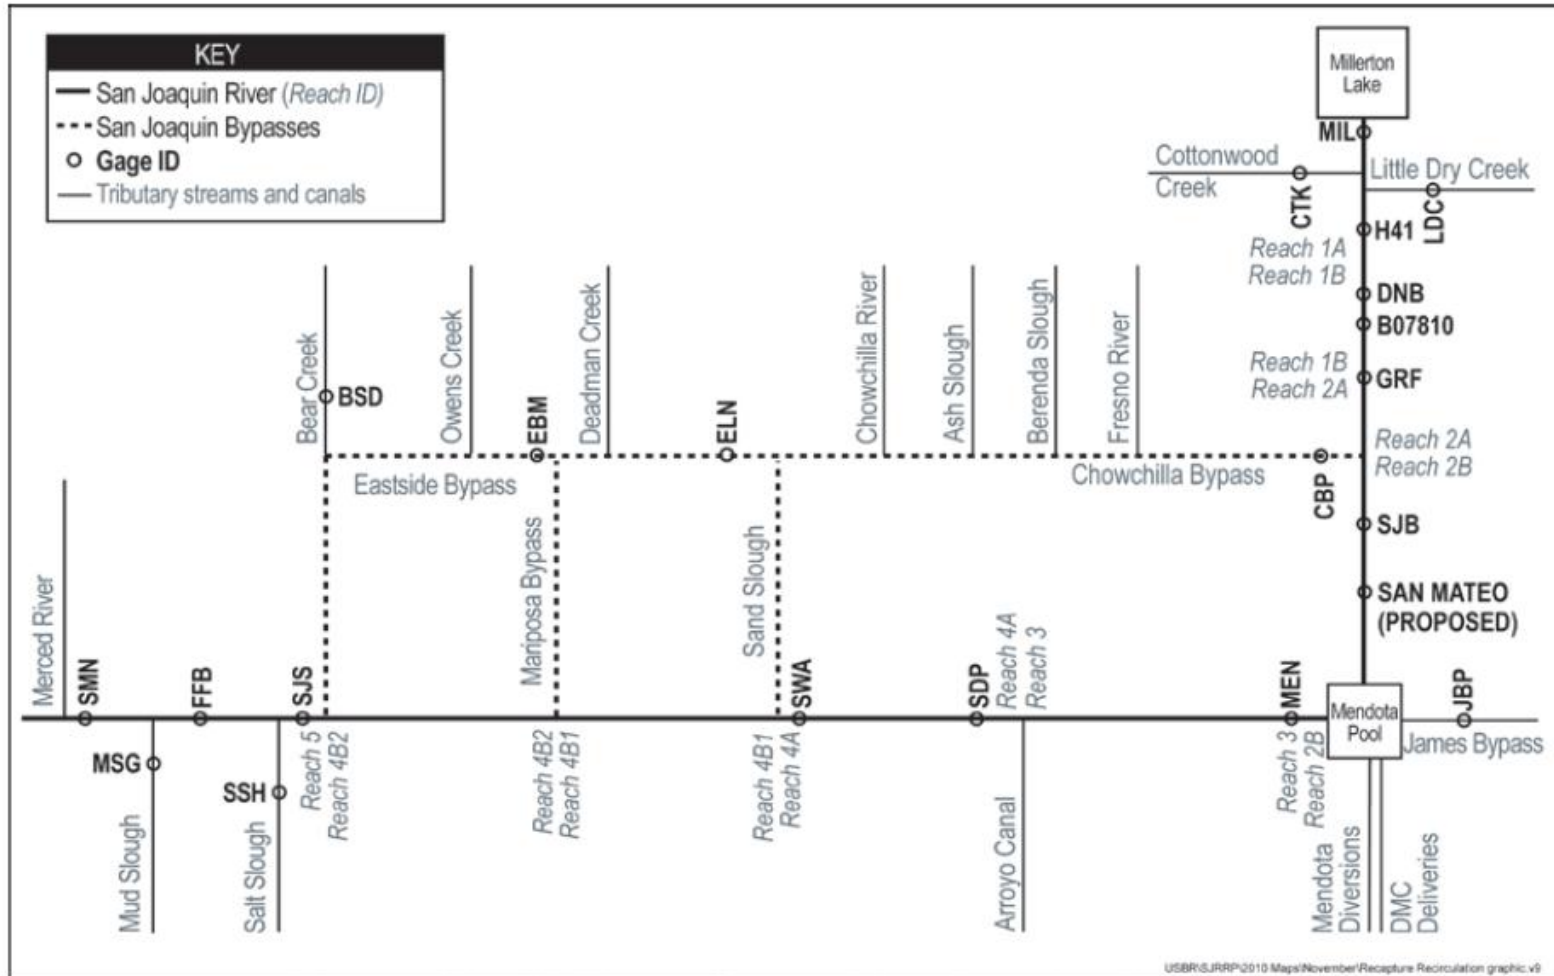 KEY
San Joaquin River (Reach ID)
San Joaquin Bypasses
Gage ID
Tributary streams and canals
Millerton
Lake
MIL
Cottonwood
Creek
CTK
Little Dry Creek
LDC
H41
Reach 1A
Reach 1B
DNB
B07810
Reach 1B
Reach 2A
GRF
Reach 2A
Reach 2B
Bear Creek
BSD
Owens Creek
EBM
Deadman Creek
ELN
Chowchilla River
Ash Slough
Berenda Slough
Fresno River
Eastside Bypass
Chowchilla Bypass
CBP
SJB
SAN MATEO
(PROPOSED)
Merced River
Mariposa Bypass
Sand Slough
SMN
FFB
SJS
SWA
SDP
Reach 4A
Reach 3
MEN
Mendota
Pool
JBP
James Bypass
MSG
SSH
Mud Slough
Salt Slough
Reach 5
Reach 4B2
Reach 4B2
Reach 4B1
Reach 4B1
Reach 4A
Arroyo Canal
Reach 3
Reach 2B
Mendota
Diversions
DMC
Deliveries
USBR\SJRRP\2010 Maps\November\Recapture Recirculation graphic.v9